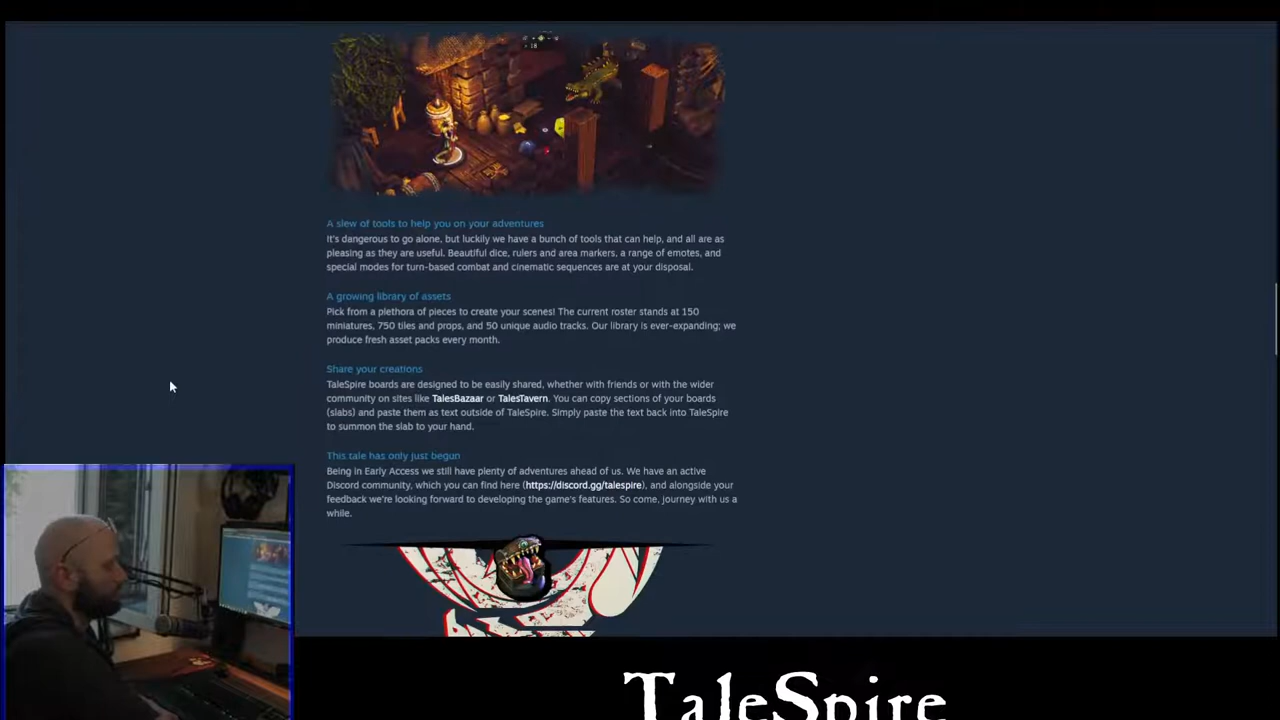 18
A slew of tools to help you on your adventures
It's dangerous to go alone, but luckily we have a bunch of tools that can help, and all are as
pleasing as they are useful. Beautiful dice, rulers and area markers, a range of emotes, and
special modes for turn-based combat and cinematic sequences are at your disposal.
A growing library of assets
Pick from a plethora of pieces to create your scenes! The current roster stands at 150
miniatures, 750 tiles and props, and 50 unique audio tracks. Our library is ever-expanding; we
produce fresh asset packs every month.
Share your creations
TaleSpire boards are designed to be easily shared, whether with friends or with the wider
community on sites like TalesBazaar or TalesTavern. You can copy sections of your boards
(slabs) and paste them as text outside of TaleSpire. Simply paste the text back into TaleSpire
to summon the slab to your hand.
This tale has only just begun
Being in Early Access we still have plenty of adventures ahead of us. We have an active
Discord community, which you can find here (https://discord.gg/talespire), and alongside your
feedback we're looking forward to developing the game's features. So come, journey with us a
while.
TaleSpire